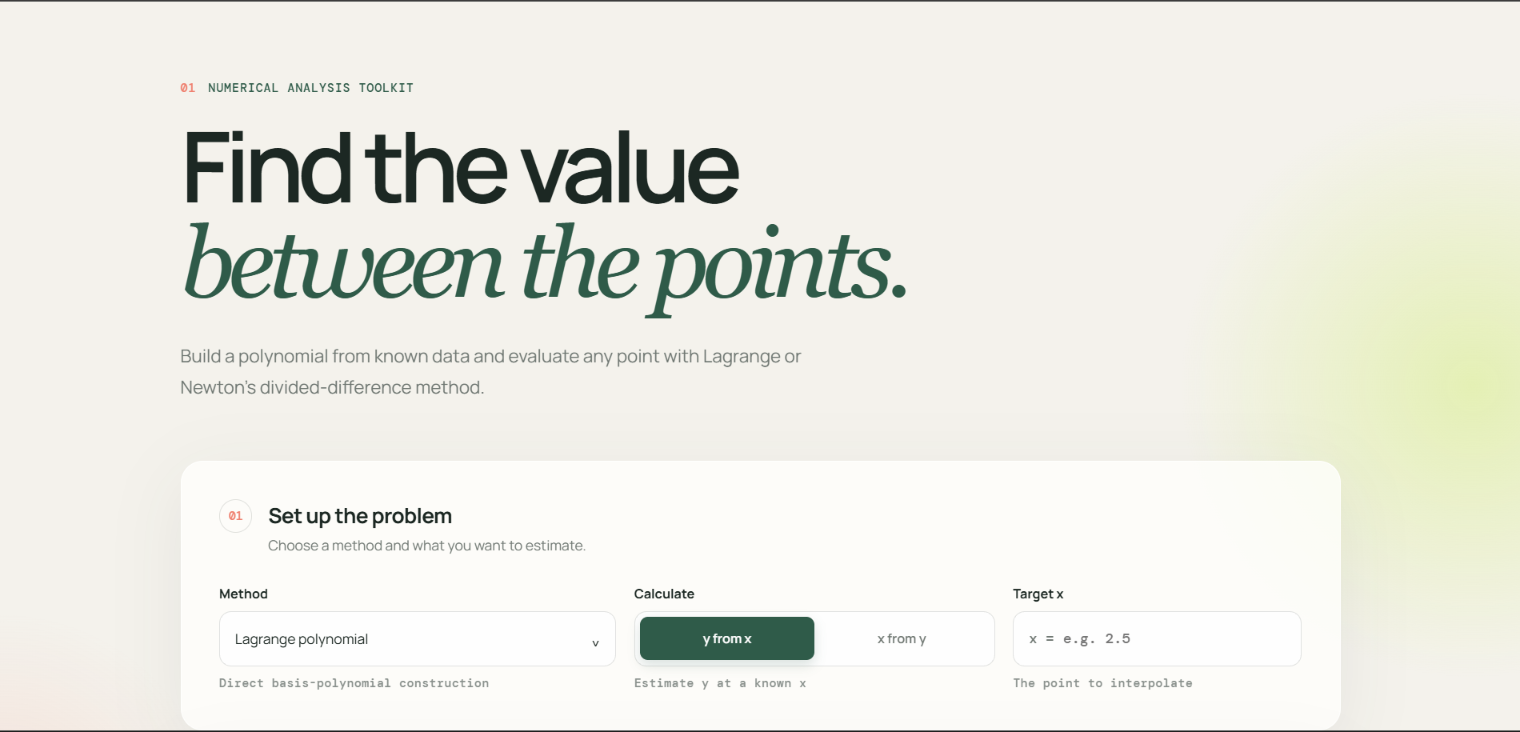 01 NUMERICAL ANALYSIS TOOLKIT
Find the value
between the points.
Build a polynomial from known data and evaluate any point with Lagrange or
Newton's divided-difference method.
01
Set up the problem
Choose a method and what you want to estimate.
Method
Calculate
Target x
Lagrange polynomial
y from x
x from y
x = e.g. 2.5
Direct basis-polynomial construction
Estimate y at a known x
The point to interpolate